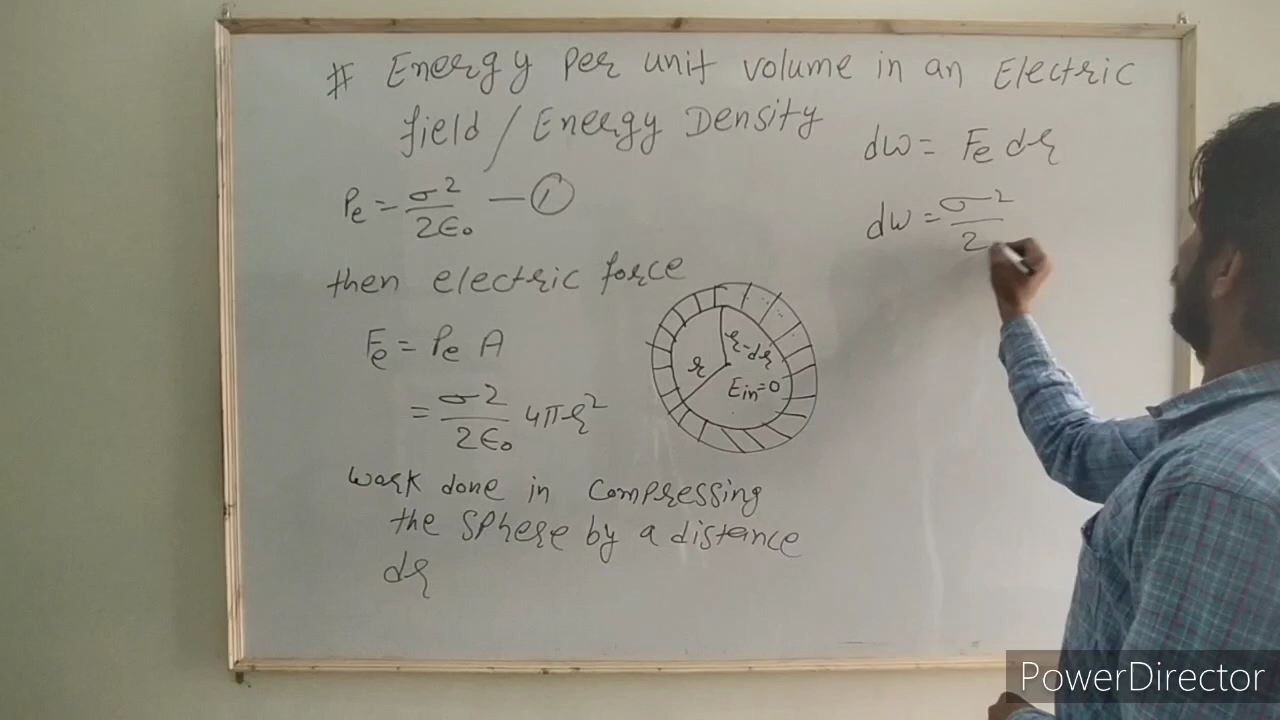 # Energy Per unit volume in an Electric
field / Energy Density
Pe = σ²/2ϵ₀ — ①
then electric force
Fe = Pe A
= σ²/2ϵ₀ 4πr²
work done in compressing
the sphere by a distance
dr
r-dr
r
Ein=0
dw = Fe dr
dw = σ²/2
PowerDirector